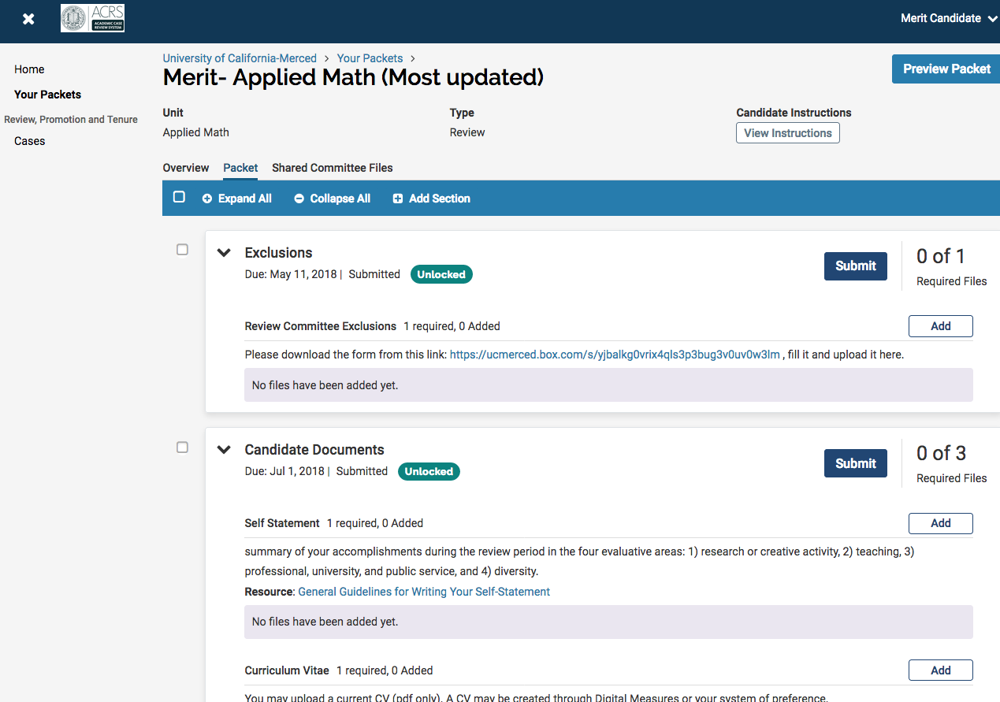 ACRS
ACADEMIC CASE
REVIEW SYSTEM
Merit Candidate
Home
Your Packets
Review, Promotion and Tenure
Cases
University of California-Merced > Your Packets >
Merit- Applied Math (Most updated)
Preview Packet
Unit
Applied Math
Type
Review
Candidate Instructions
View Instructions
Overview Packet Shared Committee Files
Expand All Collapse All Add Section
Exclusions
Due: May 11, 2018 | Submitted Unlocked
Submit
0 of 1
Required Files
Review Committee Exclusions 1 required, 0 Added
Add
Please download the form from this link: https://ucmerced.box.com/s/yjbalkg0vrix4qls3p3bug3v0uv0w3lm , fill it and upload it here.
No files have been added yet.
Candidate Documents
Due: Jul 1, 2018 | Submitted Unlocked
Submit
0 of 3
Required Files
Self Statement 1 required, 0 Added
Add
summary of your accomplishments during the review period in the four evaluative areas: 1) research or creative activity, 2) teaching, 3)
professional, university, and public service, and 4) diversity.
Resource: General Guidelines for Writing Your Self-Statement
No files have been added yet.
Curriculum Vitae 1 required, 0 Added
Add
You may upload a current CV (pdf only). A CV may be created through Digital Measures or your system of preference.